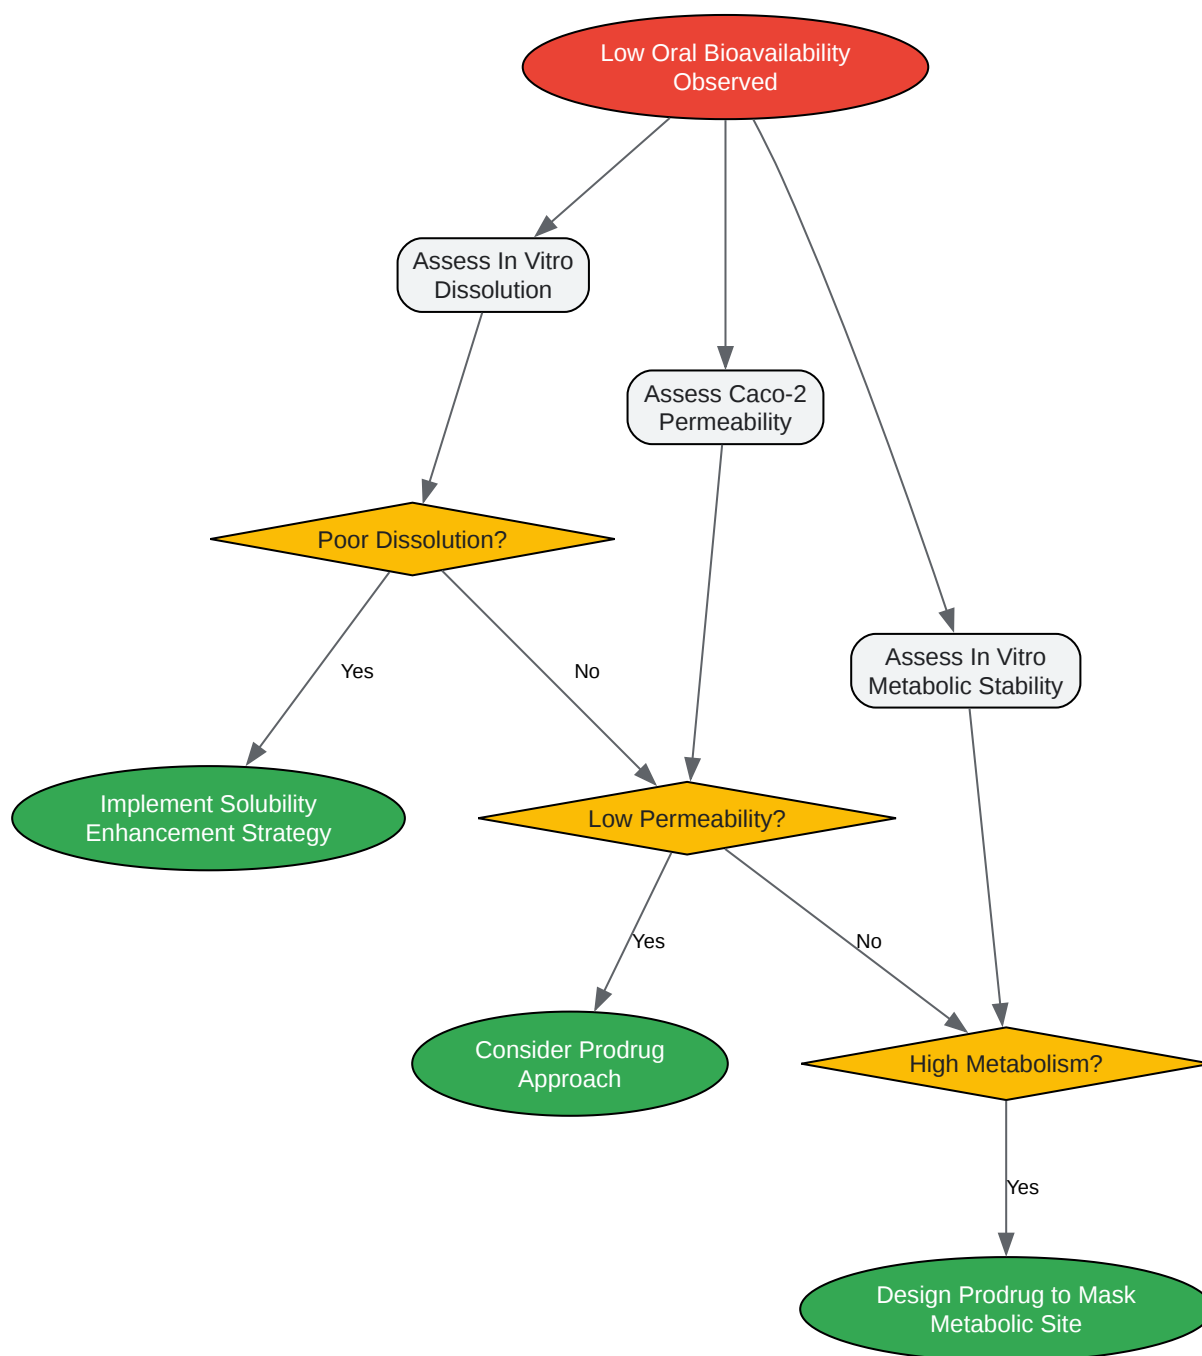 Low Oral Bioavailability
Observed
Assess In Vitro
Dissolution
Assess Caco-2
Permeability
Poor Dissolution?
Assess In Vitro
Metabolic Stability
Yes
No
Implement Solubility
Enhancement Strategy
Low Permeability?
Yes
No
Consider Prodrug
Approach
High Metabolism?
Yes
Design Prodrug to Mask
Metabolic Site